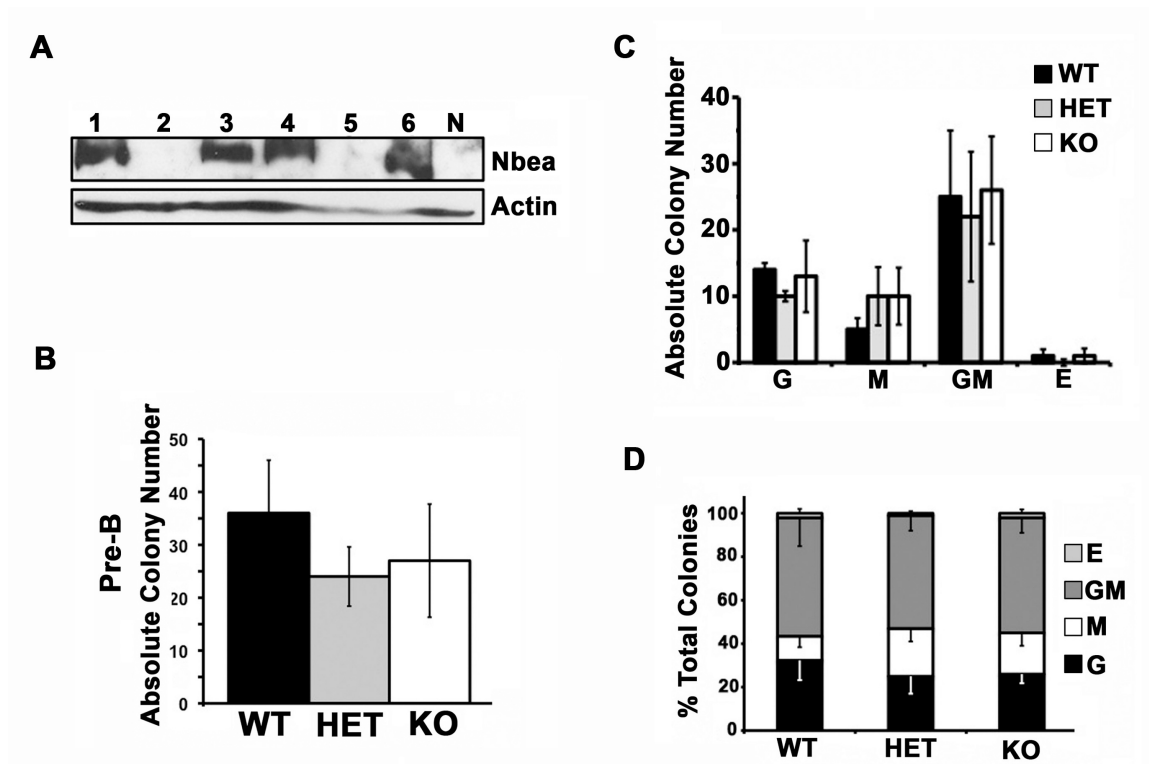 A
1 2 3 4 5 6 N
Nbea
Actin
B
Pre-B
Absolute Colony Number
50
40
30
20
10
0
WT HET KO
C
Absolute Colony Number
40
30
20
10
0
G M GM E
WT
HET
KO
D
% Total Colonies
100
80
60
40
20
0
WT HET KO
E
GM
M
G